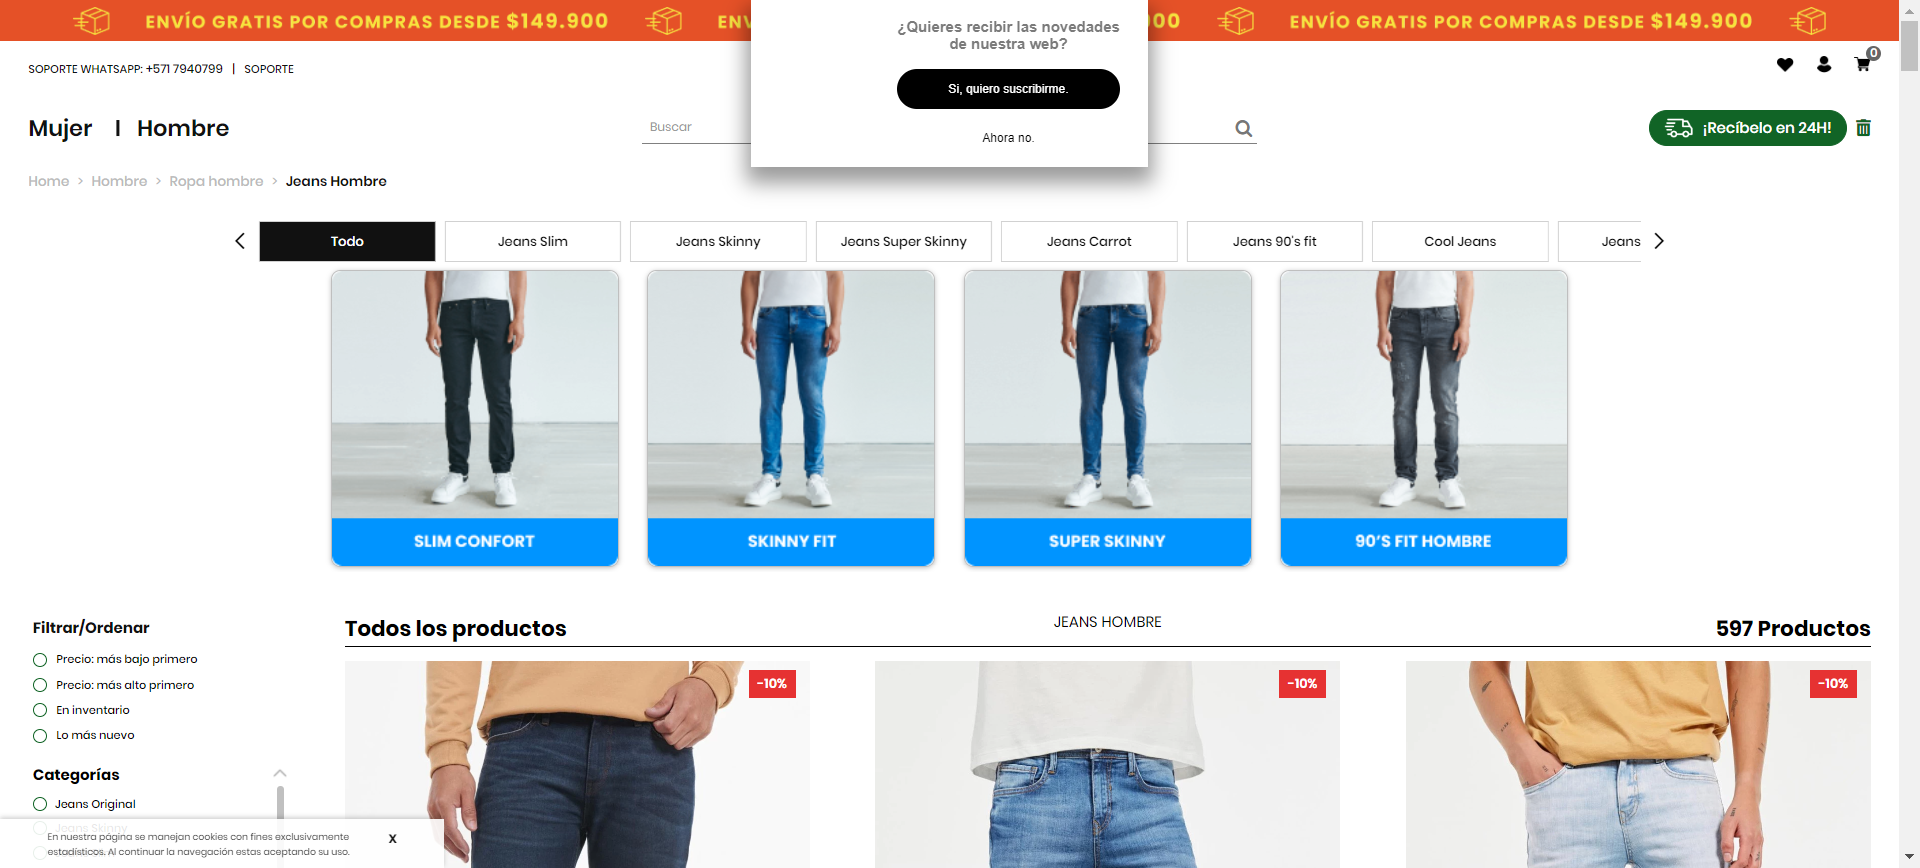 ENVÍO GRATIS POR COMPRAS DESDE $149.900
ENVÍO GRATIS POR COMPRAS DESDE $149.900
¿Quieres recibir las novedades
de nuestra web?
Si, quiero suscribirme.
Ahora no.
SOPORTE WHATSAPP: +571 7940799 | SOPORTE
0
Mujer | Hombre
Buscar
¡Recíbelo en 24H!
Home > Hombre > Ropa hombre > Jeans Hombre
Todo
Jeans Slim
Jeans Skinny
Jeans Super Skinny
Jeans Carrot
Jeans 90's fit
Cool Jeans
Jeans
SLIM CONFORT
SKINNY FIT
SUPER SKINNY
90'S FIT HOMBRE
Filtrar/Ordenar
Precio: más bajo primero
Precio: más alto primero
En inventario
Lo más nuevo
Categorías
Jeans Original
Jeans Skinny
Todos los productos
JEANS HOMBRE
597 Productos
-10%
-10%
-10%
En nuestra página se manejan cookies con fines exclusivamente
estadísticos. Al continuar la navegación estas aceptando su uso.
X